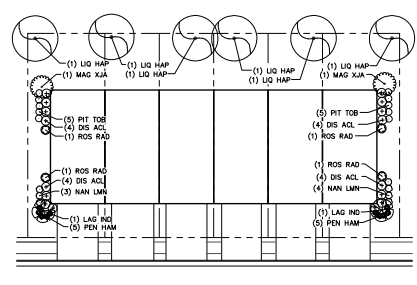 (1) LIQ HAP
(1) LIQ HAP
(1) LIQ HAP
(1) MAG XJA
(1) LIQ HAP
(1) LIQ HAP
(1) LIQ HAP
(1) MAG XJA
(5) PIT TOB
(4) DIS ACL
(1) ROS RAD
(5) PIT TOB
(4) DIS ACL
(1) ROS RAD
(1) ROS RAD
(4) DIS ACL
(3) NAN LMN
(1) ROS RAD
(4) DIS ACL
(4) NAN LMN
(1) LAG IND
(5) PEN HAM
(1) LAG IND
(5) PEN HAM